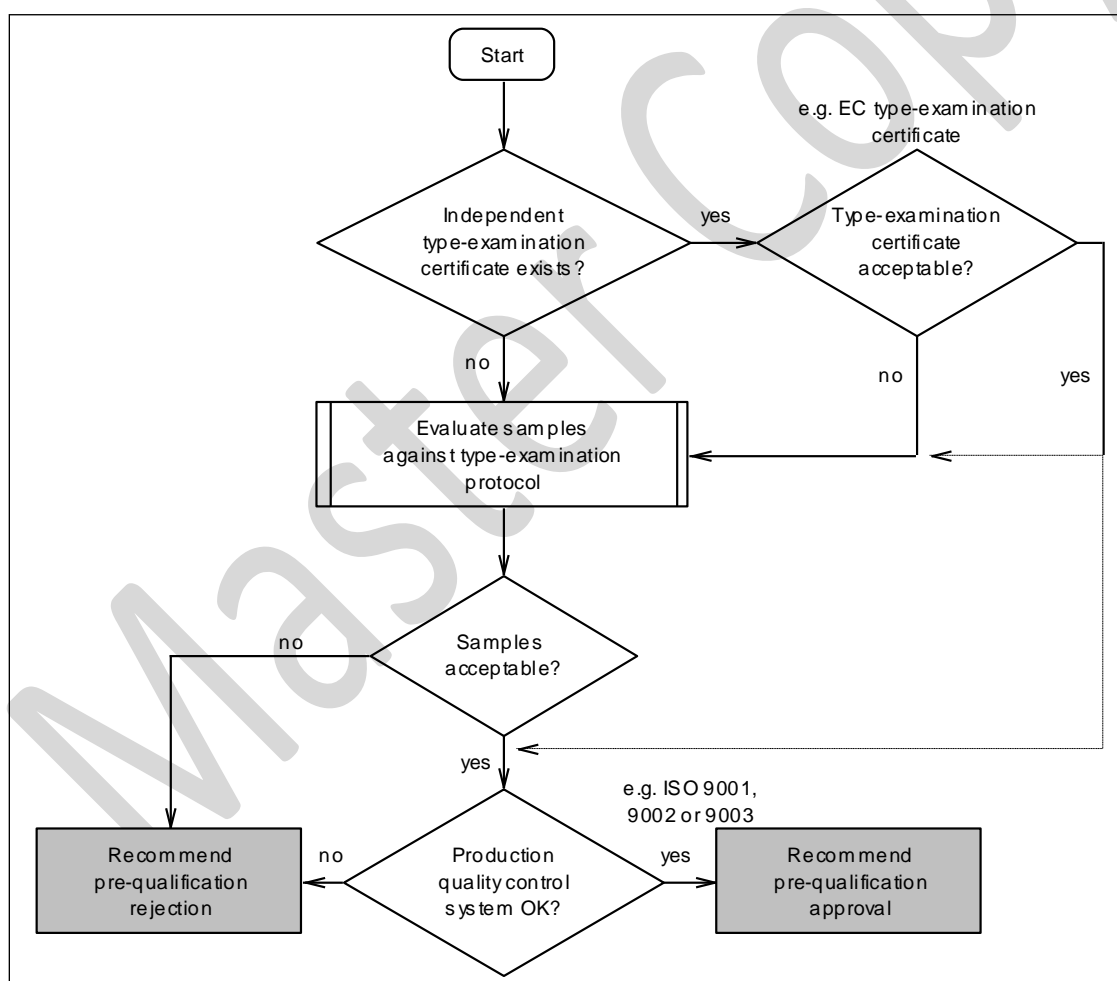 Start
e.g. EC type-examination
certificate
Independent
type-examination
certificate exists?
yes
Type-examination
certificate
acceptable?
no
no
yes
Evaluate samples
against type-examination
protocol
no
Samples
acceptable?
yes
e.g. ISO 9001,
9002 or 9003
Recommend
pre-qualification
rejection
no
Production
quality control
system OK?
yes
Recommend
pre-qualification
approval
Master Cop